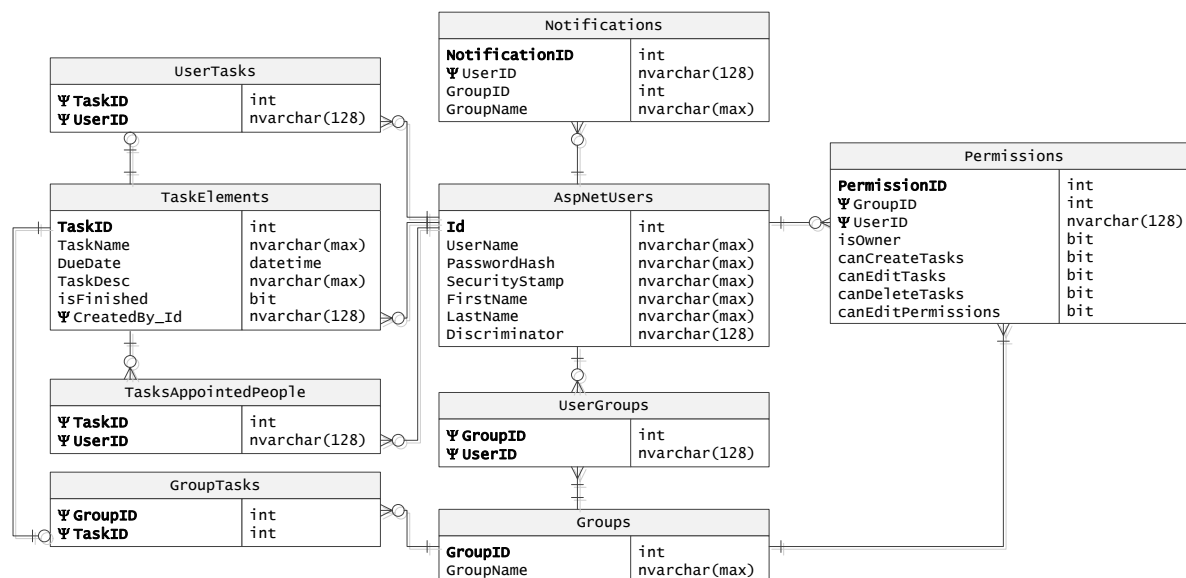 Notifications
NotificationID int
Ψ UserID nvarchar(128)
GroupID int
GroupName nvarchar(max)
UserTasks
Ψ TaskID int
Ψ UserID nvarchar(128)
Permissions
PermissionID int
Ψ GroupID int
Ψ UserID nvarchar(128)
isOwner bit
canCreateTasks bit
canEditTasks bit
canDeleteTasks bit
canEditPermissions bit
TaskElements
TaskID int
TaskName nvarchar(max)
DueDate datetime
TaskDesc nvarchar(max)
isFinished bit
Ψ CreatedBy_Id nvarchar(128)
AspNetUsers
Id int
UserName nvarchar(max)
PasswordHash nvarchar(max)
SecurityStamp nvarchar(max)
FirstName nvarchar(max)
LastName nvarchar(max)
Discriminator nvarchar(128)
TasksAppointedPeople
Ψ TaskID int
Ψ UserID nvarchar(128)
UserGroups
Ψ GroupID int
Ψ UserID nvarchar(128)
GroupTasks
Ψ GroupID int
Ψ TaskID int
Groups
GroupID int
GroupName nvarchar(max)